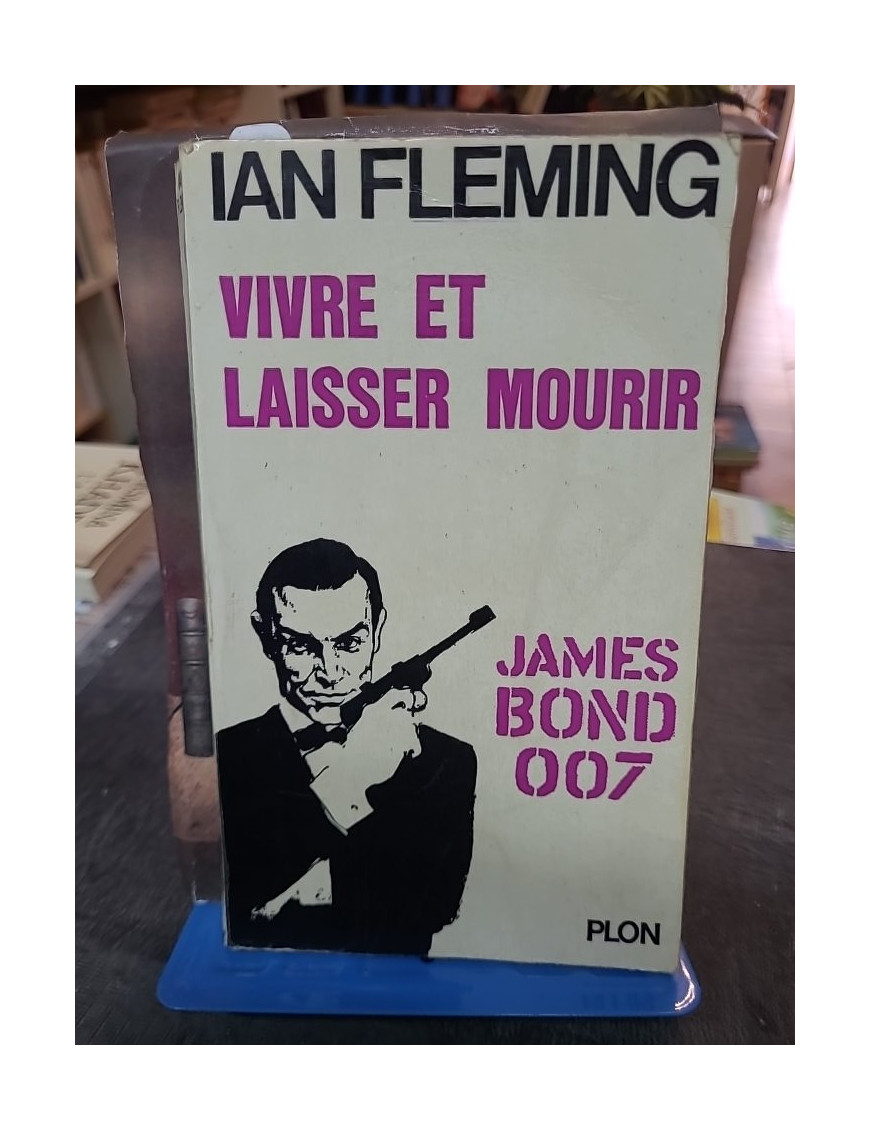 IAN FLEMING
VIVRE ET
LAISSER MOURIR
JAMES
BOND
007
PLON